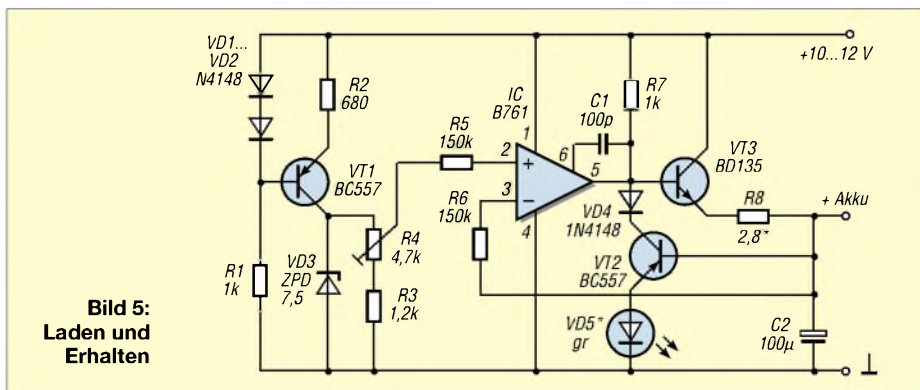 VD1...
VD2
N4148
R2
680
IC
B761
R7
1k
+10...12 V
C1
100p
R5
150k
1
2
+
6
5
VT3
BD135
VT1
BC557
R6
150k
3
−
4
VD4
1N4148
R8
2,8*
+ Akku
R4
4,7k
VT2
BC557
R1
1k
VD3
ZPD
7,5
R3
1,2k
VD5*
gr
C2
100µ
Bild 5:
Laden und
Erhalten